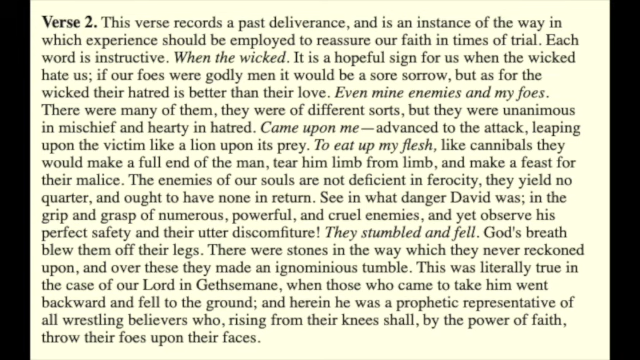 Verse 2. This verse records a past deliverance, and is an instance of the way in
which experience should be employed to reassure our faith in times of trial. Each
word is instructive. When the wicked. It is a hopeful sign for us when the wicked
hate us; if our foes were godly men it would be a sore sorrow, but as for the
wicked their hatred is better than their love. Even mine enemies and my foes.
There were many of them, they were of different sorts, but they were unanimous
in mischief and hearty in hatred. Came upon me—advanced to the attack, leaping
upon the victim like a lion upon its prey. To eat up my flesh, like cannibals they
would make a full end of the man, tear him limb from limb, and make a feast for
their malice. The enemies of our souls are not deficient in ferocity, they yield no
quarter, and ought to have none in return. See in what danger David was; in the
grip and grasp of numerous, powerful, and cruel enemies, and yet observe his
perfect safety and their utter discomfiture! They stumbled and fell. God's breath
blew them off their legs. There were stones in the way which they never reckoned
upon, and over these they made an ignominious tumble. This was literally true in
the case of our Lord in Gethsemane, when those who came to take him went
backward and fell to the ground; and herein he was a prophetic representative of
all wrestling believers who, rising from their knees shall, by the power of faith,
throw their foes upon their faces.